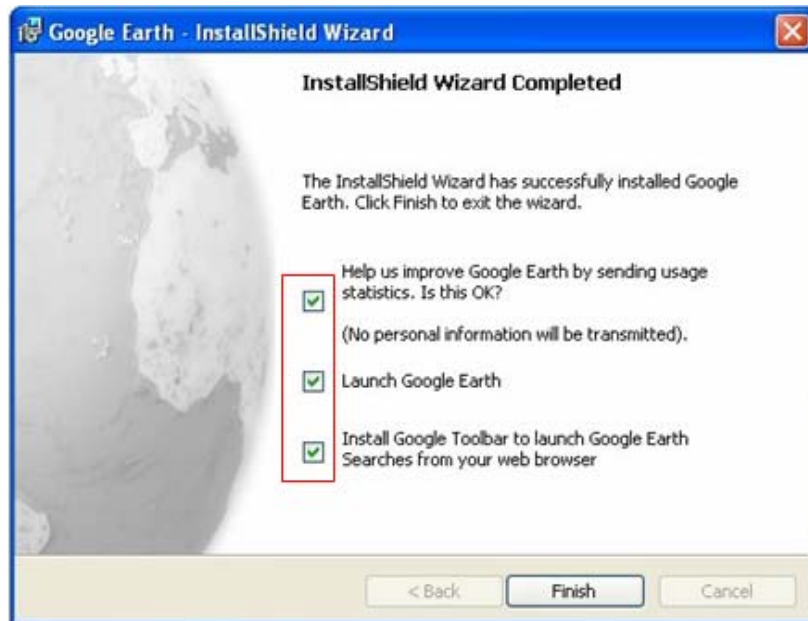 Google Earth - InstallShield Wizard
InstallShield Wizard Completed
The InstallShield Wizard has successfully installed Google
Earth. Click Finish to exit the wizard.
Help us improve Google Earth by sending usage
statistics. Is this OK?
(No personal information will be transmitted).
Launch Google Earth
Install Google Toolbar to launch Google Earth
Searches from your web browser
< Back
Finish
Cancel